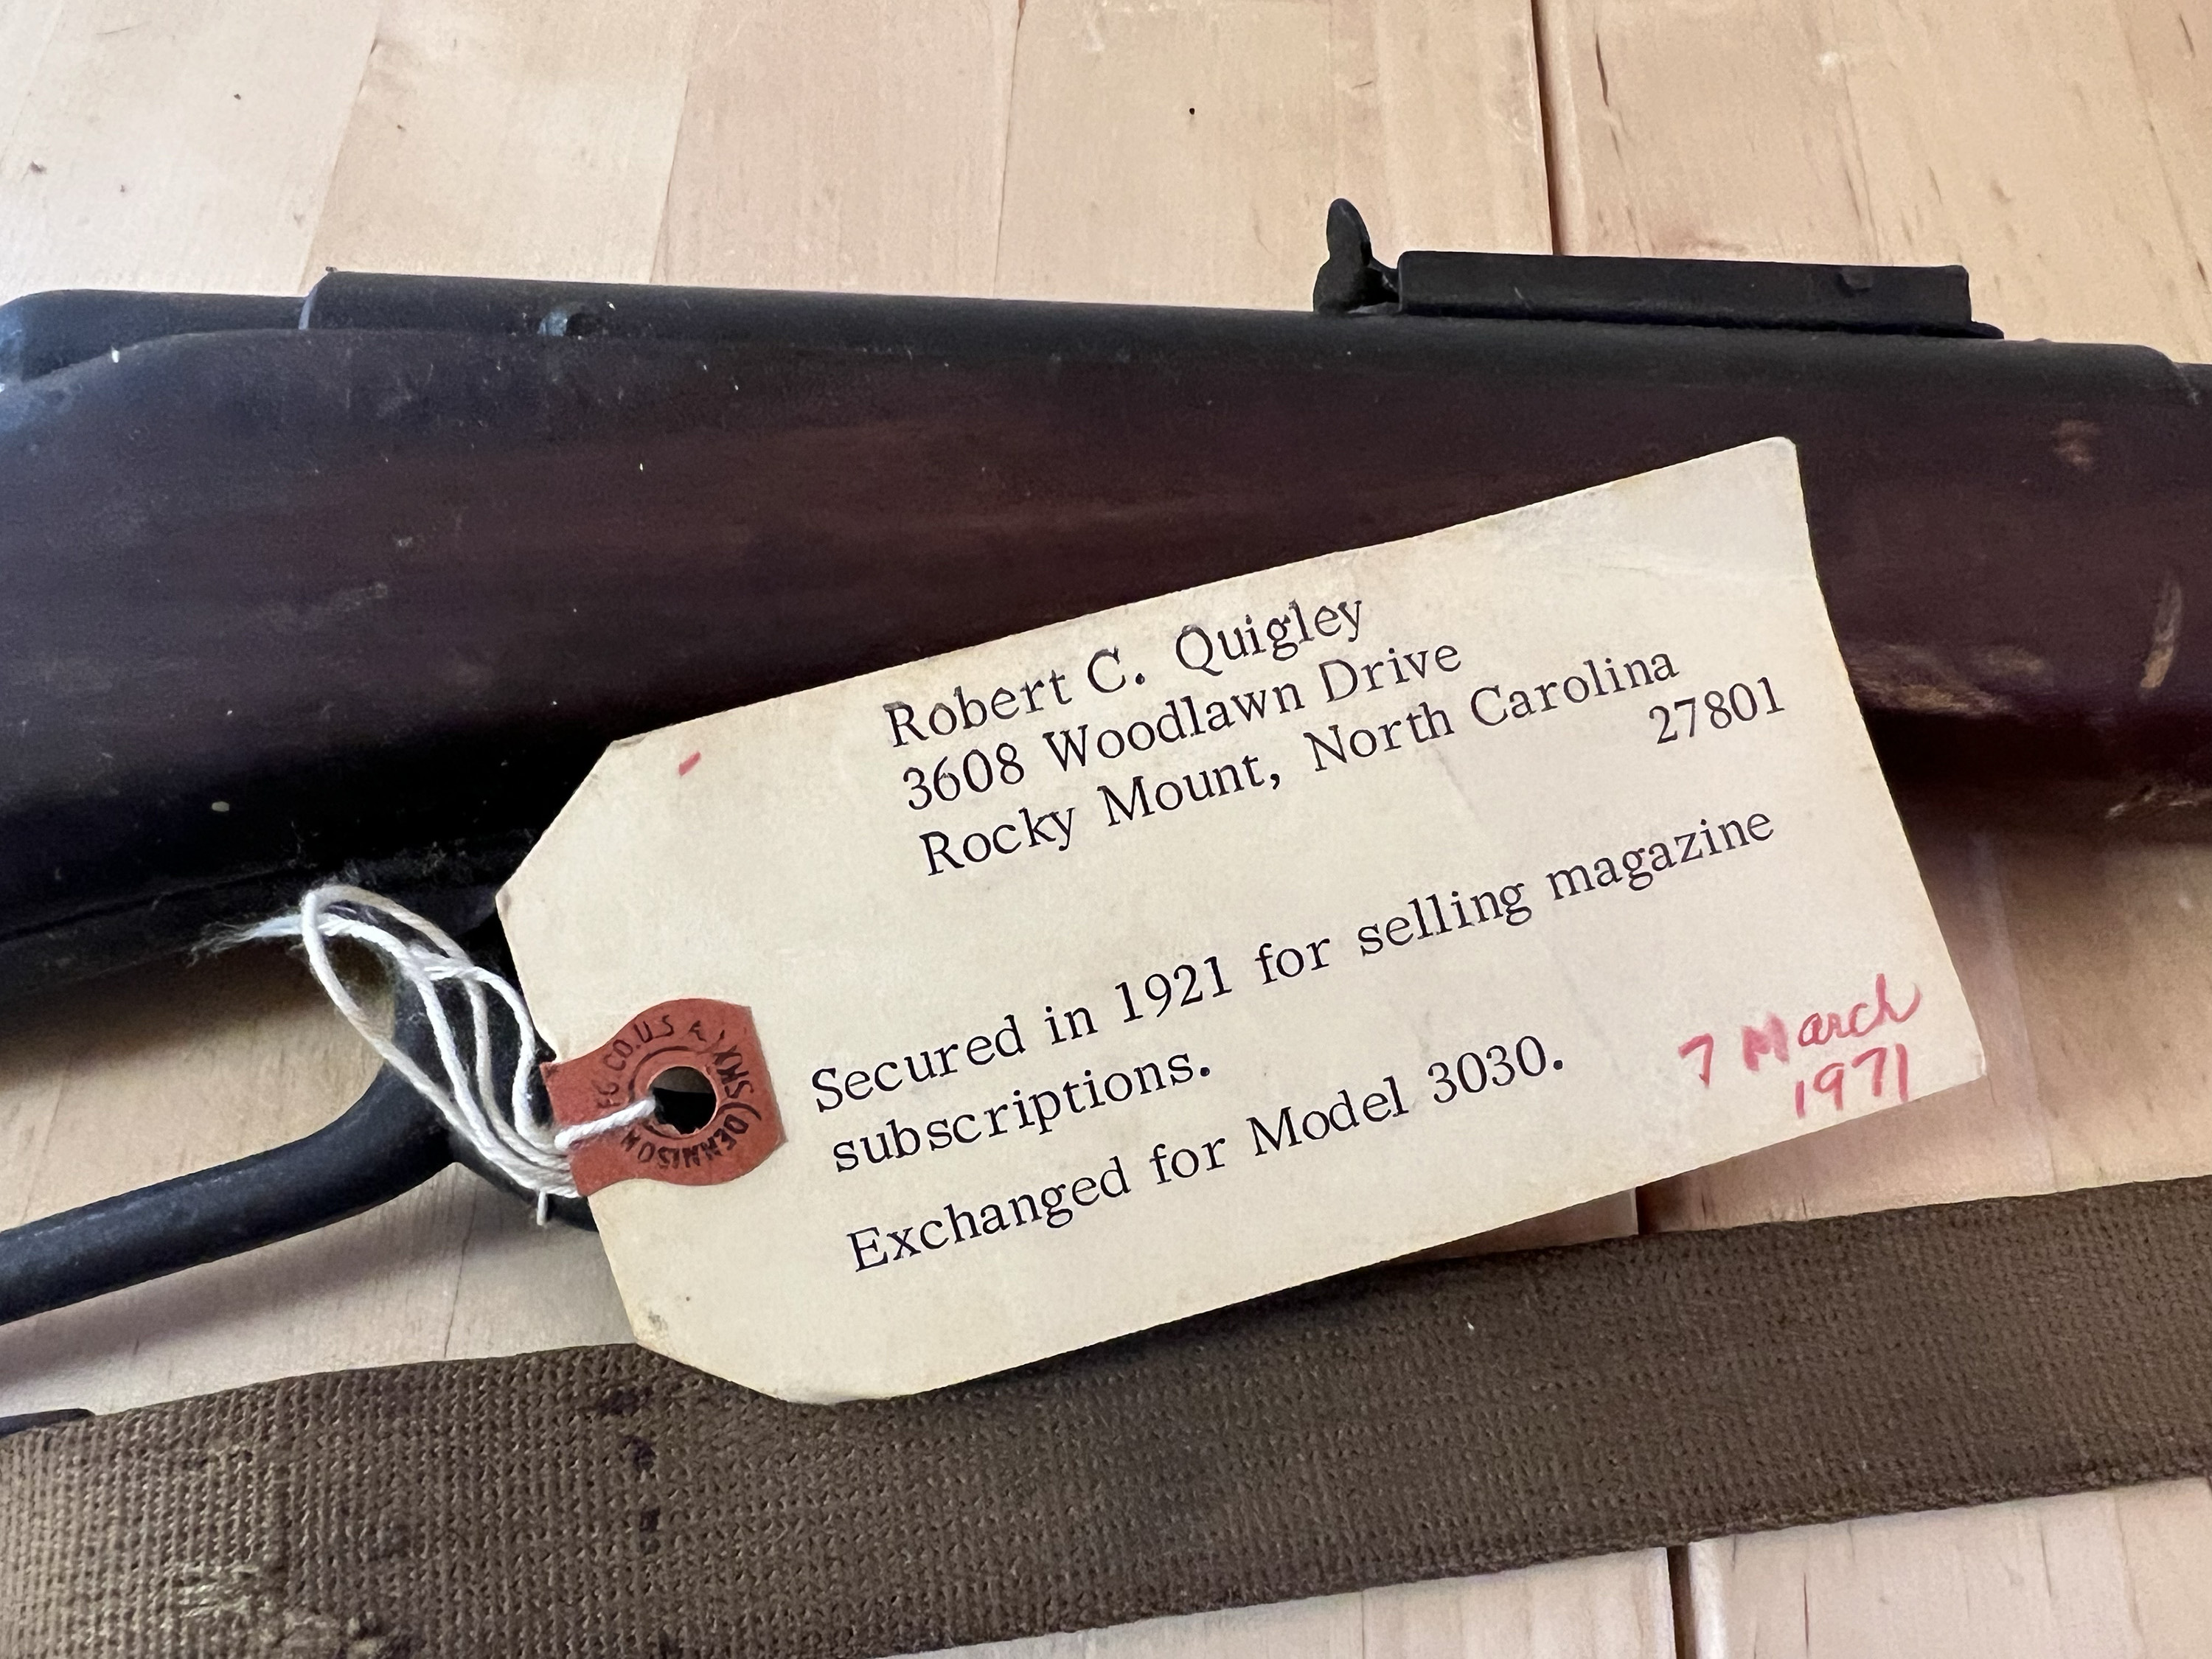 Robert C. Quigley
3608 Woodlawn Drive
Rocky Mount, North Carolina
27801
Secured in 1921 for selling magazine
subscriptions.
Exchanged for Model 3030.
7 March
1971
DENNISON
CO. U.S.A.